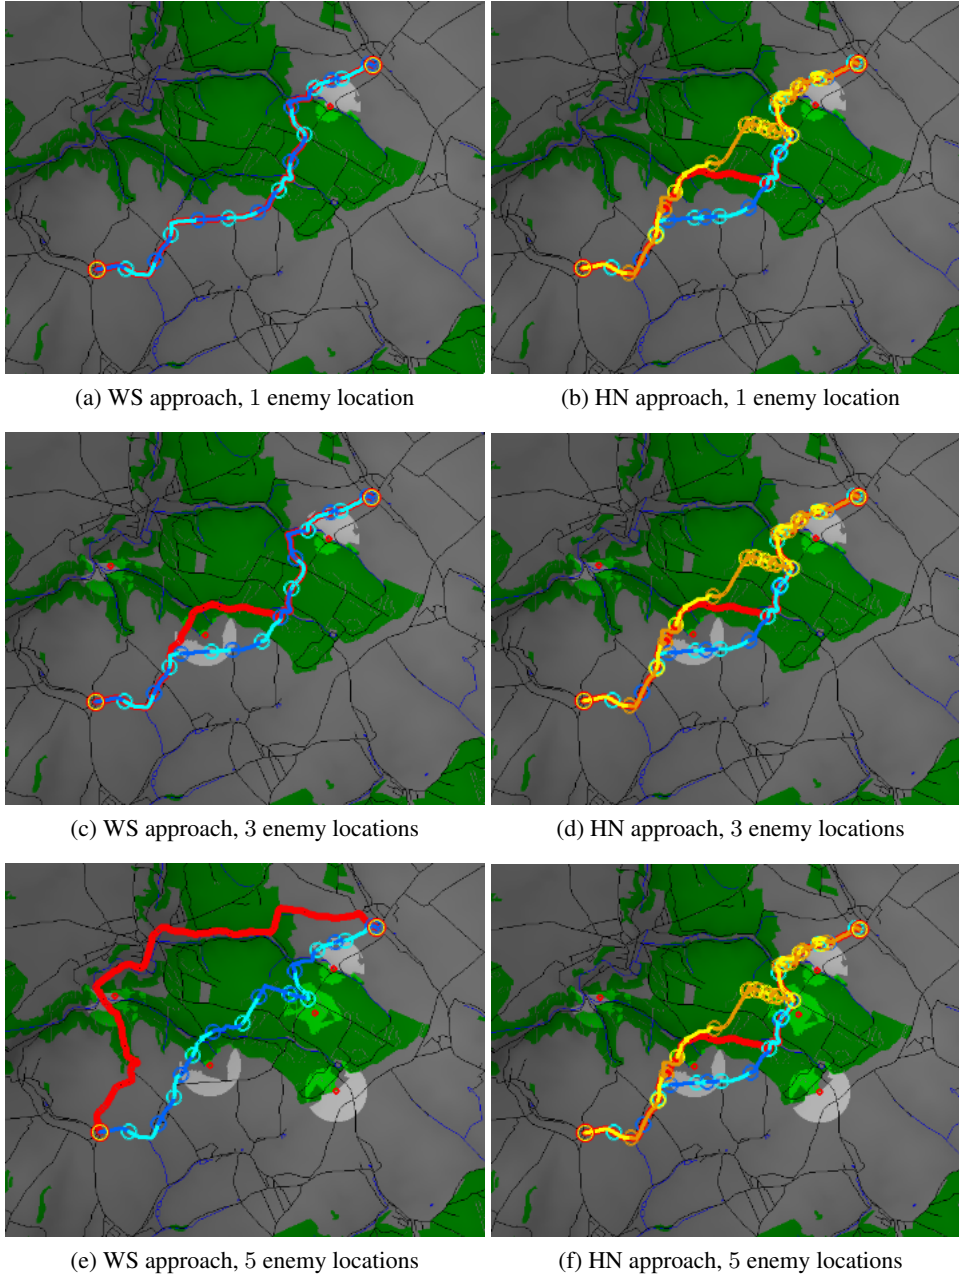 (a) WS approach, 1 enemy location
(b) HN approach, 1 enemy location
(c) WS approach, 3 enemy locations
(d) HN approach, 3 enemy locations
(e) WS approach, 5 enemy locations
(f) HN approach, 5 enemy locations